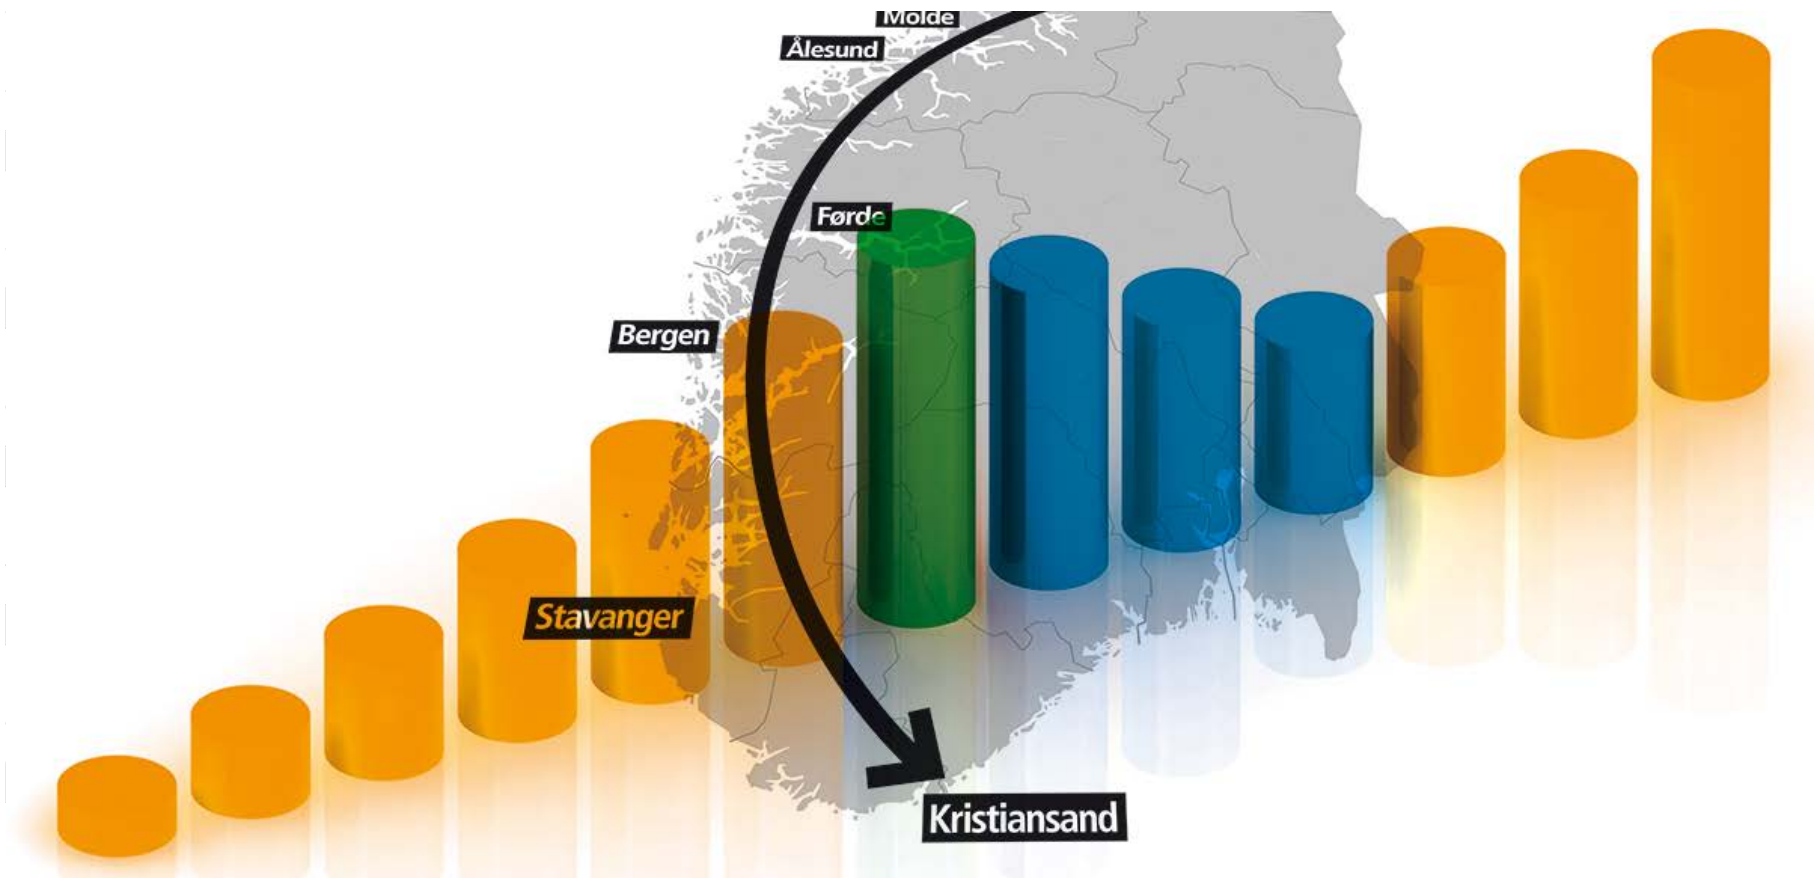 Molde
Ålesund
Førde
Bergen
Stavanger
Kristiansand